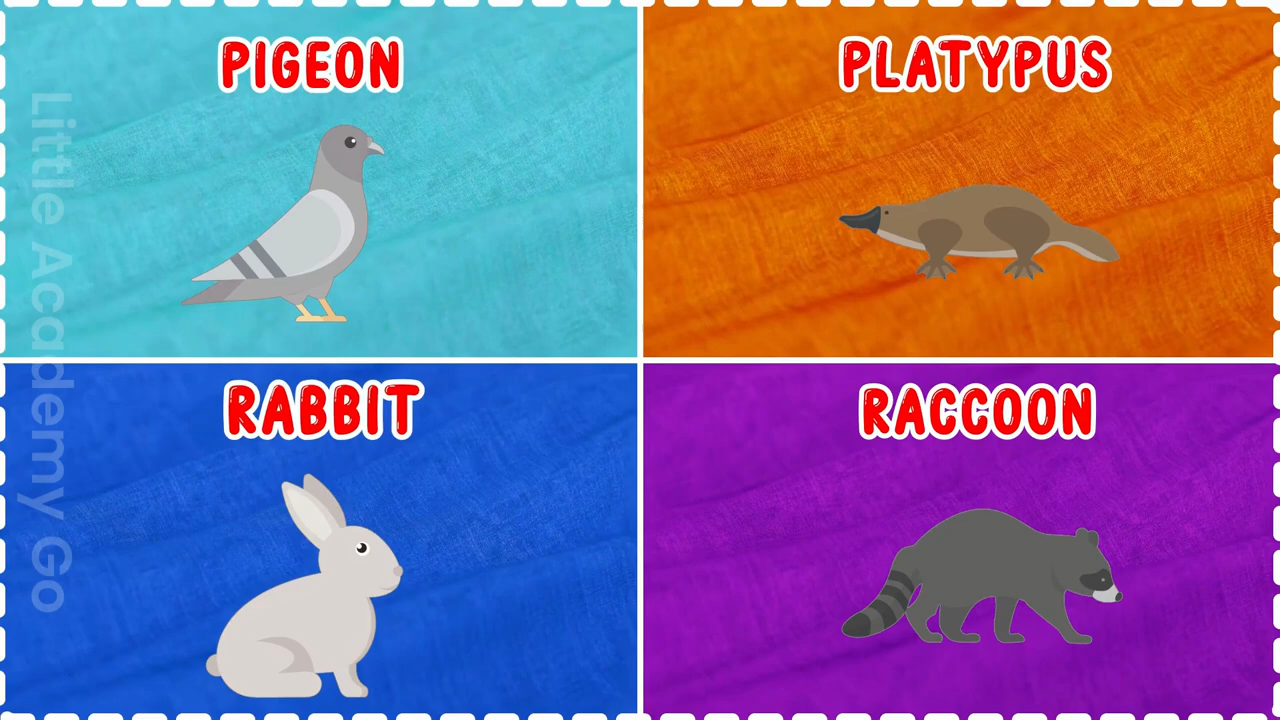 PIGEON
PLATYPUS
RABBIT
RACCOON
Little Academy Go